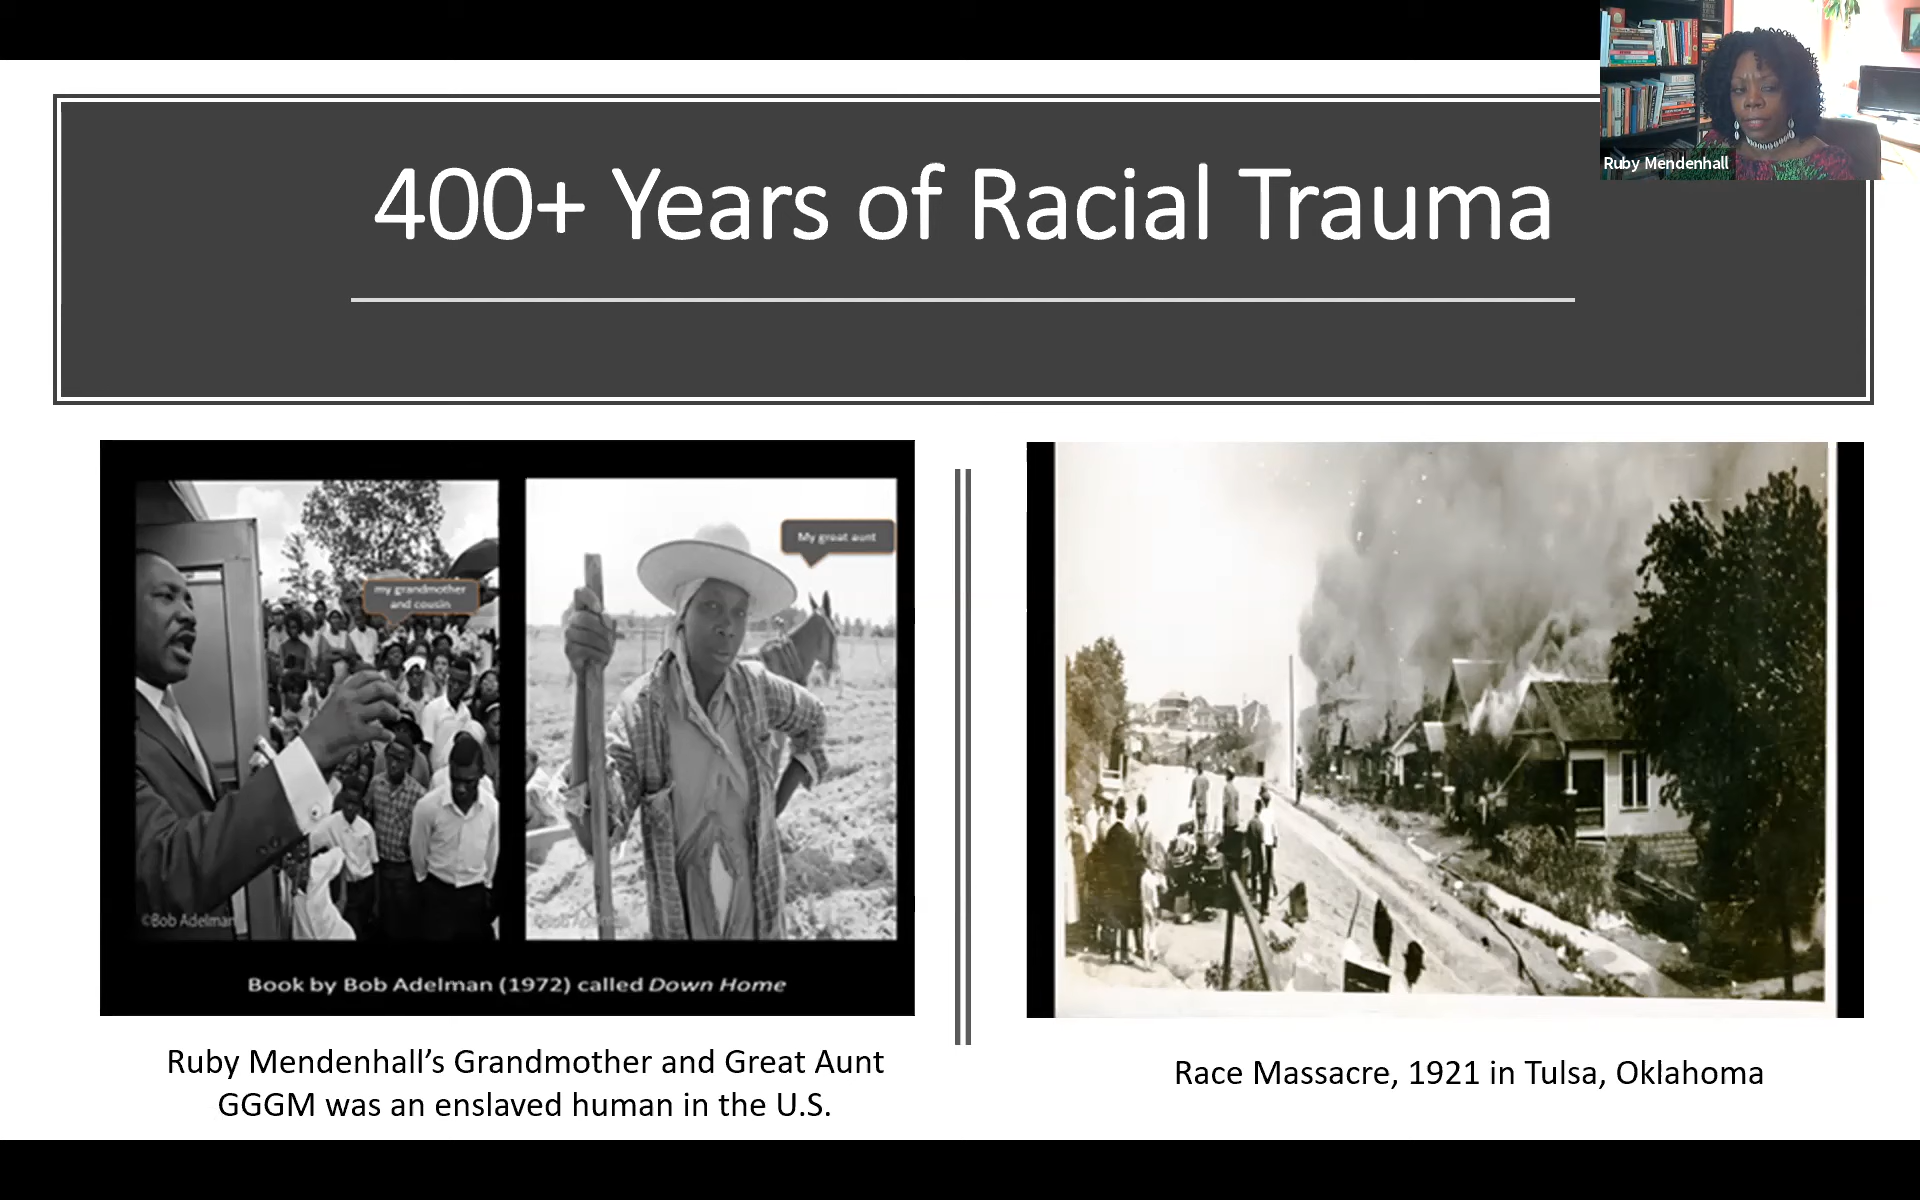 Ruby Mendenhall
400+ Years of Racial Trauma
my grandmother
and cousin
My great aunt
©Bob Adelman
Book by Bob Adelman (1972) called Down Home
Ruby Mendenhall’s Grandmother and Great Aunt
GGGM was an enslaved human in the U.S.
Race Massacre, 1921 in Tulsa, Oklahoma